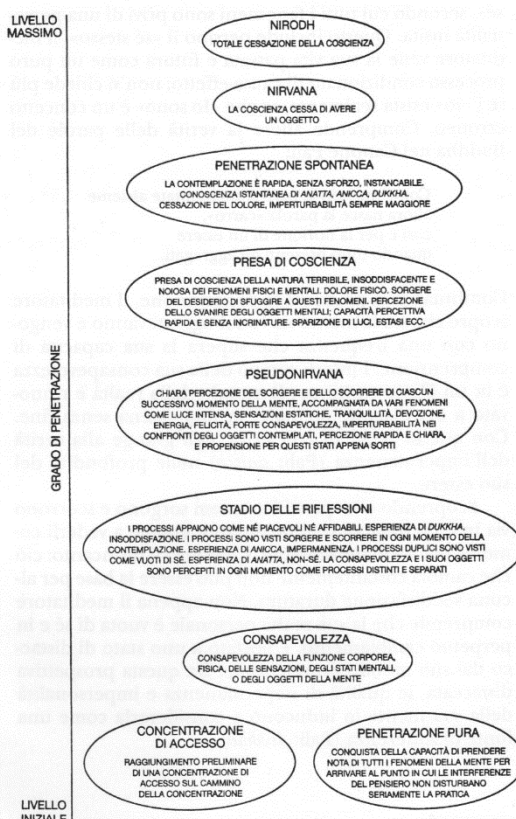 LIVELLO
MASSIMO
NIRODH
TOTALE CESSAZIONE DELLA COSCIENZA
NIRVANA
LA COSCIENZA CESSA DI AVERE
UN OGGETTO
PENETRAZIONE SPONTANEA
LA CONTEMPLAZIONE È RAPIDA, SENZA SFORZO, INSTANCABILE.
CONOSCENZA ISTANTANEA DI ANATTA, ANICCA, DUKKHA,
CESSAZIONE DEL DOLORE, IMPERTURBABILITÀ SEMPRE MAGGIORE
PRESA DI COSCIENZA
PRESA DI COSCIENZA DELLA NATURA TERRIBILE, INSODDISFACENTE E
NOIOSA DEI FENOMENI FISICI E MENTALI. DOLORE FISICO. SORGERE
DEL DESIDERIO DI SFUGGIRE A QUESTI FENOMENI. PERCEZIONE
DELLO SVANIRE DEGLI OGGETTI MENTALI; CAPACITÀ PERCETTIVA
RAPIDA E SENZA INCRINATURE. SPARIZIONE DI LUCI, ESTASI ECC.
GRADO DI PENETRAZIONE
PSEUDONIRVANA
CHIARA PERCEZIONE DEL SORGERE E DELLO SCORRERE DI CIASCUN
SUCCESSIVO MOMENTO DELLA MENTE, ACCOMPAGNATA DA VARI FENOMENI
COME LUCE INTENSA, SENSAZIONI ESTATICHE, TRANQUILLITÀ, DEVOZIONE,
ENERGIA, FELICITÀ, FORTE CONSAPEVOLEZZA, IMPERTURBABILITÀ NEI
CONFRONTI DEGLI OGGETTI CONTEMPLATI, PERCEZIONE RAPIDA E CHIARA,
E PROPENSIONE PER QUESTI STATI APPENA SORTI
STADIO DELLE RIFLESSIONI
I PROCESSI APPAIONO COME NÉ PIACEVOLI NÉ AFFIDABILI. ESPERIENZA DI DUKKHA,
INSODDISFAZIONE. I PROCESSI SONO VISTI SORGERE E SCORRERE IN OGNI MOMENTO DELLA
CONTEMPLAZIONE. ESPERIENZA DI ANICCA, IMPERMANENZA. I PROCESSI DUPLICI SONO VISTI
COME VUOTI DI SÉ. ESPERIENZA DI ANATTA, NON-SÉ. LA CONSAPEVOLEZZA E I SUOI OGGETTI
SONO PERCEPITI IN OGNI MOMENTO COME PROCESSI DISTINTI E SEPARATI
CONSAPEVOLEZZA
CONSAPEVOLEZZA DELLA FUNZIONE CORPOREA,
FISICA, DELLE SENSAZIONI, DEGLI STATI MENTALI,
O DEGLI OGGETTI DELLA MENTE
CONCENTRAZIONE
DI ACCESSO
RAGGIUNGIMENTO PRELIMINARE
DI UNA CONCENTRAZIONE DI
ACCESSO SUL CAMMINO
DELLA CONCENTRAZIONE
PENETRAZIONE PURA
CONQUISTA DELLA CAPACITÀ DI PRENDERE
NOTA DI TUTTI I FENOMENI DELLA MENTE PER
ARRIVARE AL PUNTO IN CUI LE INTERFERENZE
DEL PENSIERO NON DISTURBANO
SERIAMENTE LA PRATICA
LIVELLO
INIZIALE